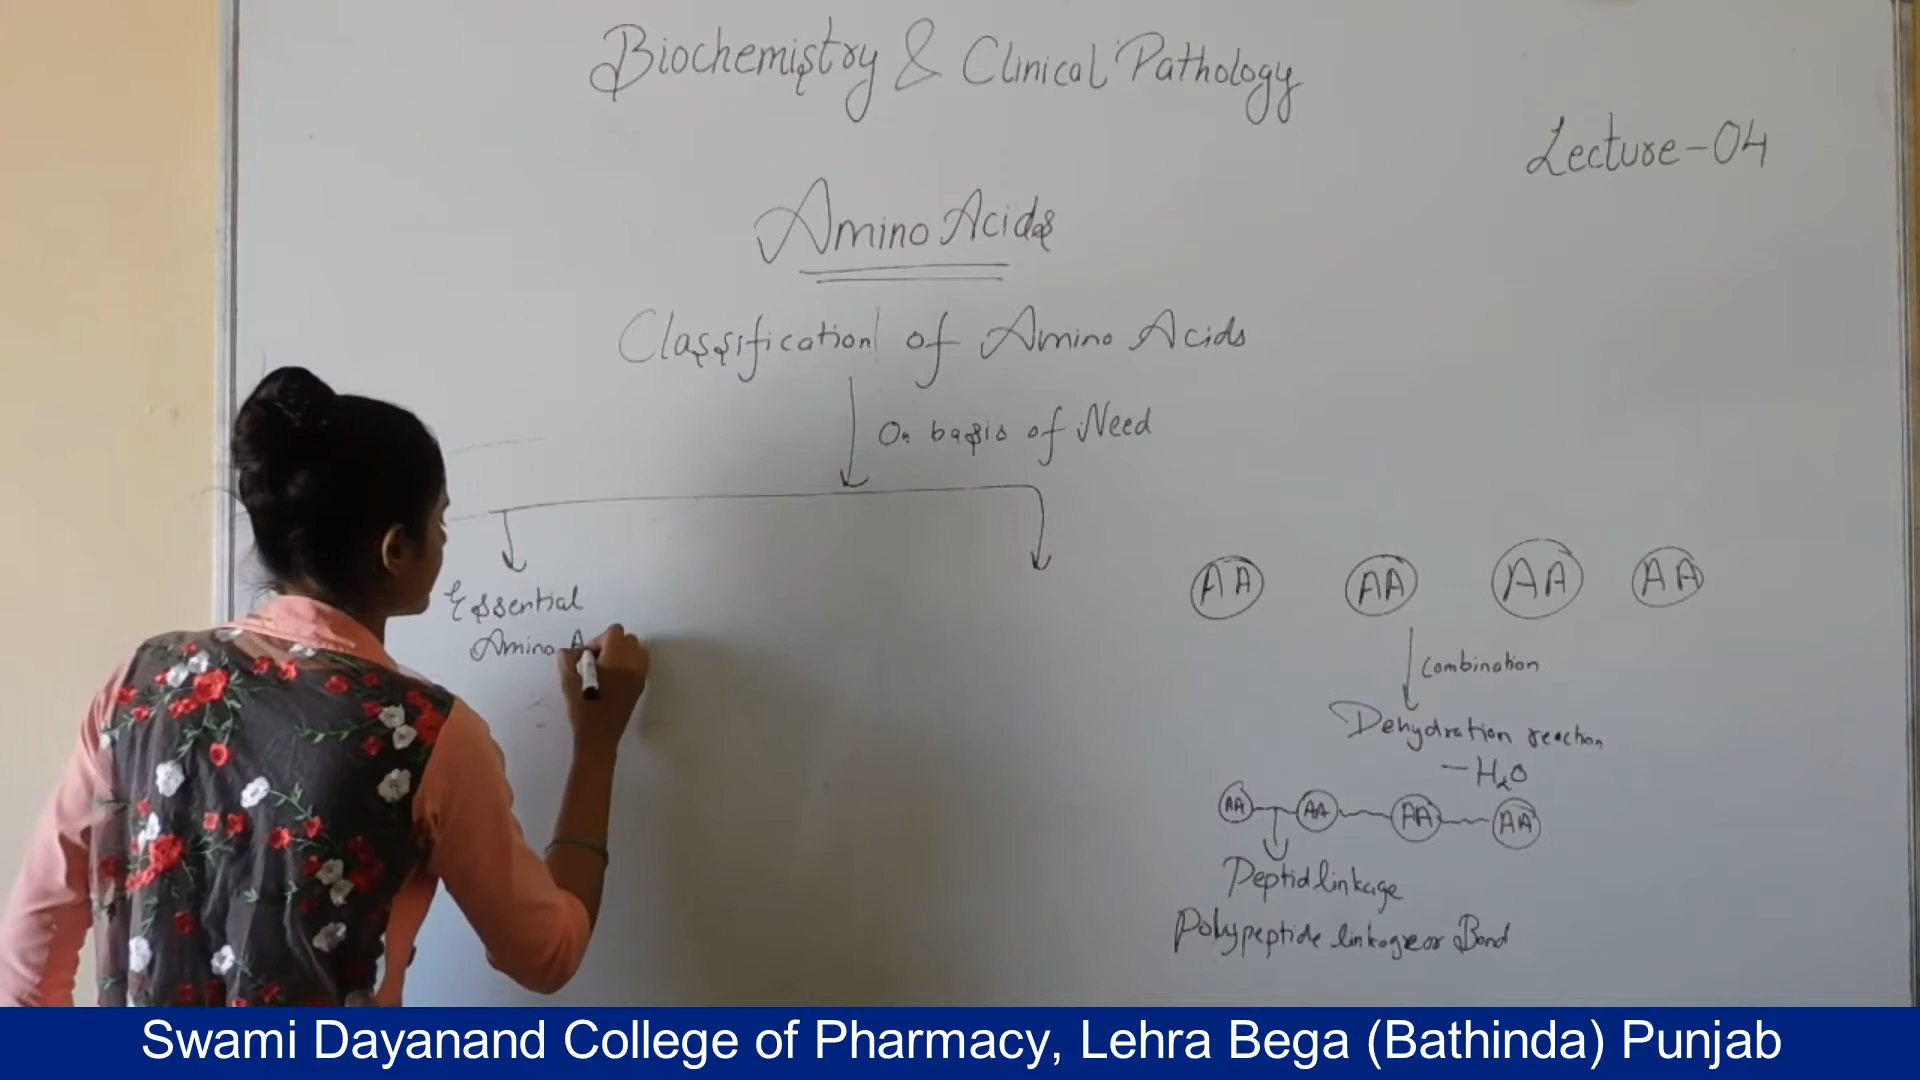 Biochemistry & Clinical Pathology
Lecture-04
Amino Acids
Classification of Amino Acids
On basis of Need
Essential
Amino A
AA AA AA AA
Combination
Dehydration reaction
- H2O
AA AA AA AA
Peptid linkage
Polypeptide linkage or Bond
Swami Dayanand College of Pharmacy, Lehra Bega (Bathinda) Punjab